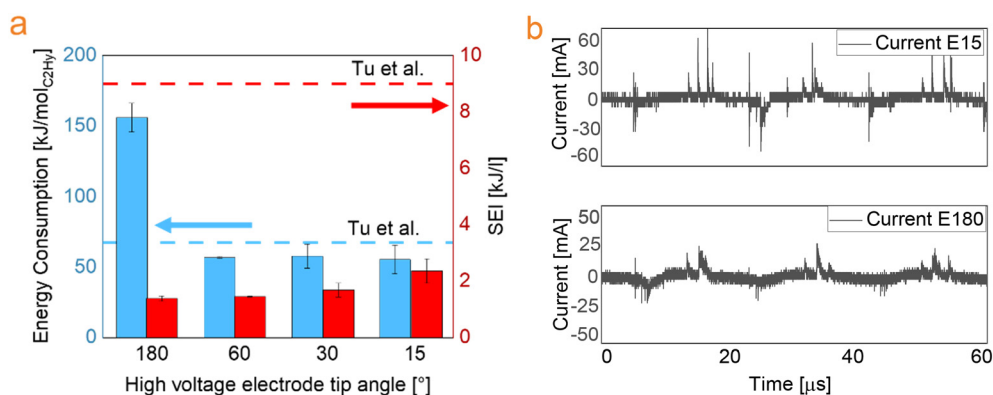 a
Energy Consumption [kJ/mol_C2Hy]
200
150
100
50
0
Tu et al.
Tu et al.
10
8
6
4
2
0
SEI [kJ/l]
180 60 30 15
High voltage electrode tip angle [°]
b
Current [mA]
60
30
0
-30
-60
Current E15
Current [mA]
50
25
0
-25
-50
Current E180
0 20 40 60
Time [µs]